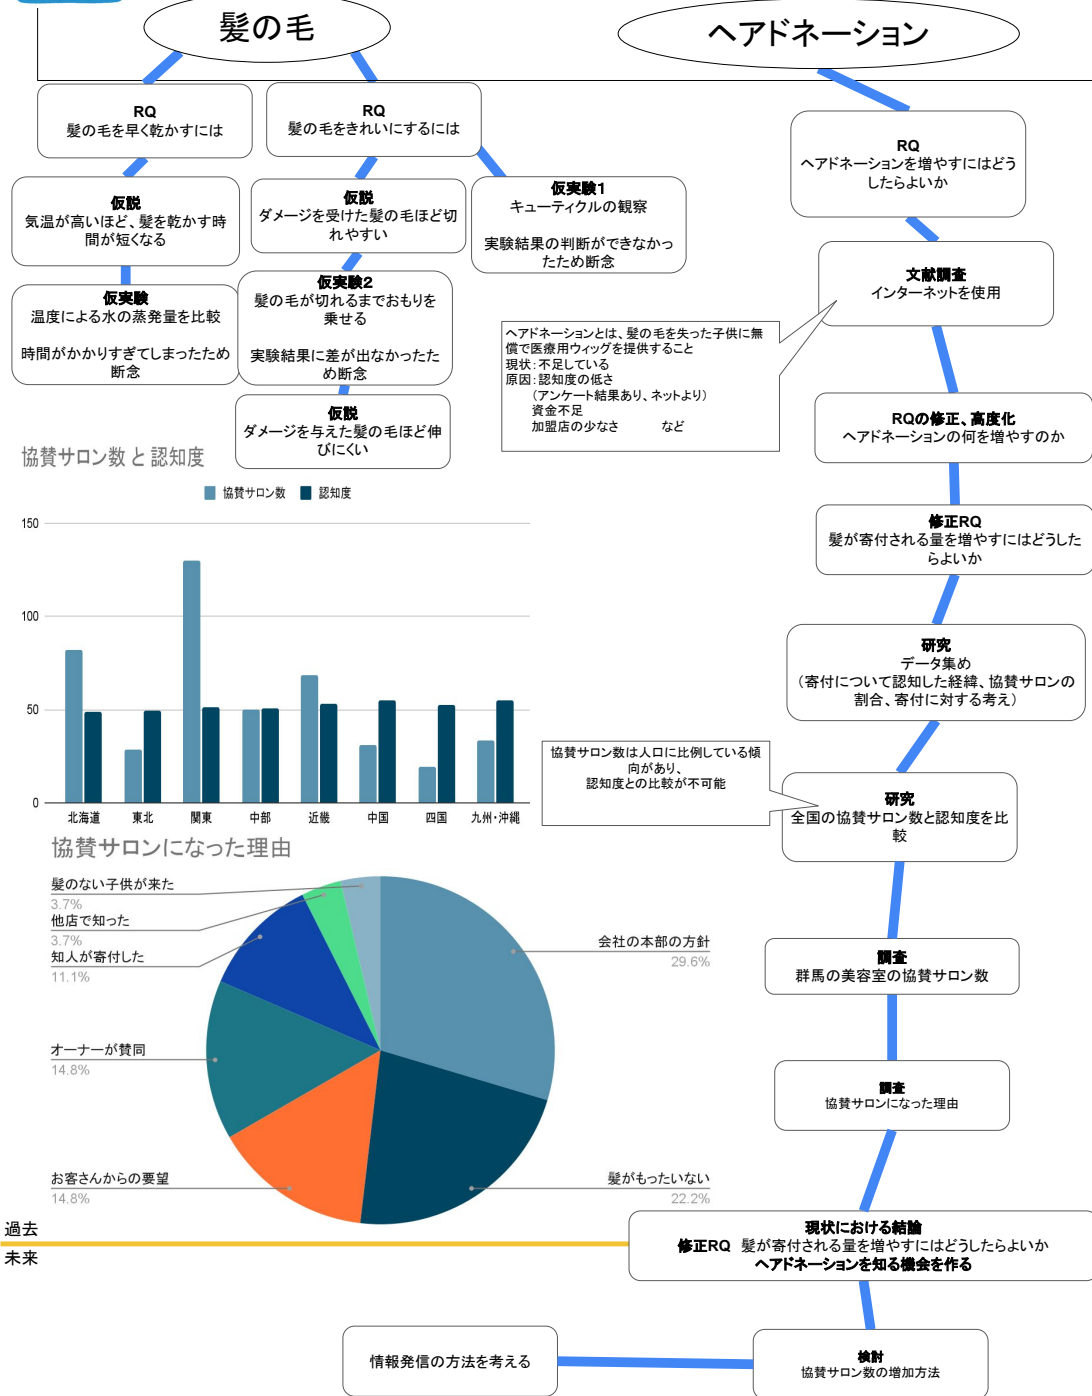 髪の毛
ヘアドネーション
RQ
髪の毛を早く乾かすには
RQ
髪の毛をきれいにするには
RQ
ヘアドネーションを増やすにはどう
したらよいか
仮説
気温が高いほど、髪を乾かす時
間が短くなる
仮説
ダメージを受けた髪の毛ほど切
れやすい
仮実験1
キューティクルの観察
実験結果の判断ができなかっ
たため断念
文献調査
インターネットを使用
仮実験
温度による水の蒸発量を比較
時間がかかりすぎてしまったため
断念
仮実験2
髪の毛が切れるまでおもりを
乗せる
実験結果に差が出なかったた
め断念
ヘアドネーションとは、髪の毛を失った子供に無
償で医療用ウィッグを提供すること
現状:不足している
原因:認知度の低さ
(アンケート結果あり、ネットより)
資金不足
加盟店の少なさ など
仮説
ダメージを与えた髪の毛ほど伸
びにくい
RQの修正、高度化
ヘアドネーションの何を増やすのか
修正RQ
髪が寄付される量を増やすにはどうした
らよいか
研究
データ集め
(寄付について認知した経緯、協賛サロンの
割合、寄付に対する考え)
協賛サロン数は人口に比例している傾
向があり、
認知度との比較が不可能
研究
全国の協賛サロン数と認知度を比
較
調査
群馬の美容室の協賛サロン数
調査
協賛サロンになった理由
協賛サロン数 と 認知度
協賛サロン数 認知度
150
100
50
0
北海道 東北 関東 中部 近畿 中国 四国 九州・沖縄
協賛サロンになった理由
髪のない子供が来た
3.7%
他店で知った
3.7%
知人が寄付した
11.1%
オーナーが賛同
14.8%
お客さんからの要望
14.8%
会社の本部の方針
29.6%
髪がもったいない
22.2%
過去
未来
現状における結論
修正RQ 髪が寄付される量を増やすにはどうしたらよいか
ヘアドネーションを知る機会を作る
検討
協賛サロン数の増加方法
情報発信の方法を考える